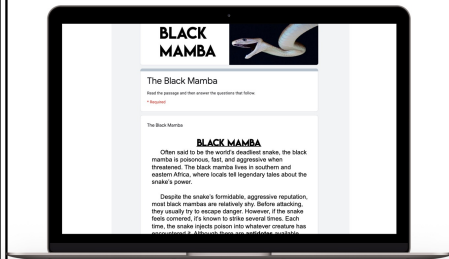 BLACK
MAMBA
The Black Mamba
Read the passage and then answer the questions that follow.
* Required
The Black Mamba
BLACK MAMBA
Often said to be the world's deadliest snake, the black
mamba is poisonous, fast, and aggressive when
threatened. The black mamba lives in southern and
eastern Africa, where locals tell legendary tales about the
snake's power.
Despite the snake's formidable, aggressive reputation,
most black mambas are relatively shy. Before attacking,
they usually try to escape danger. However, if the snake
feels cornered, it's known to strike several times. Each
time, the snake injects poison into whatever creature has
encountered it. Although there are antidotes available